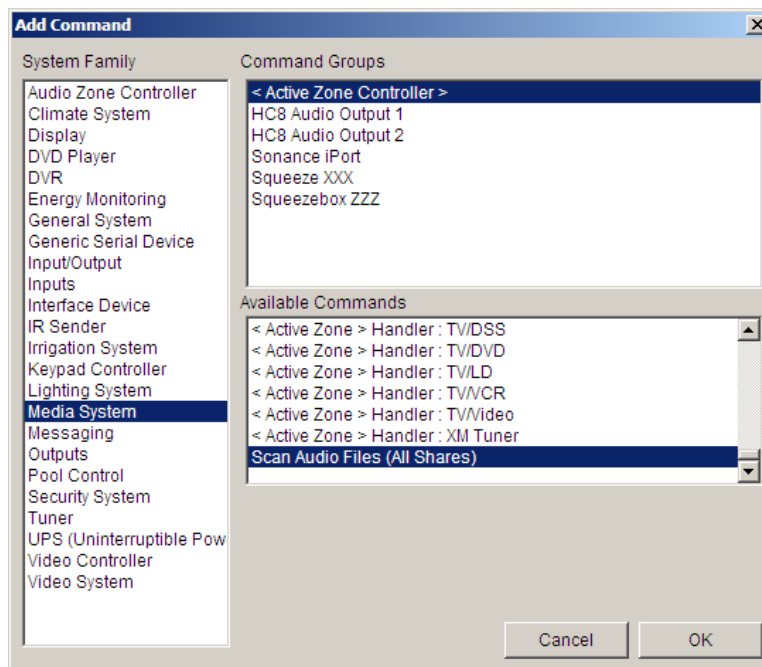 Add Command
System Family
Audio Zone Controller
Climate System
Display
DVD Player
DVR
Energy Monitoring
General System
Generic Serial Device
Input/Output
Inputs
Interface Device
IR Sender
Irrigation System
Keypad Controller
Lighting System
Media System
Messaging
Outputs
Pool Control
Security System
Tuner
UPS (Uninterruptible Pow
Video Controller
Video System
Command Groups
< Active Zone Controller >
HC8 Audio Output 1
HC8 Audio Output 2
Sonance iPort
Squeeze XXX
Squeezebox ZZZ
Available Commands
< Active Zone > Handler : TV/DSS
< Active Zone > Handler : TV/DVD
< Active Zone > Handler : TV/LD
< Active Zone > Handler : TV/VCR
< Active Zone > Handler : TV/Video
< Active Zone > Handler : XM Tuner
Scan Audio Files (All Shares)
Cancel
OK